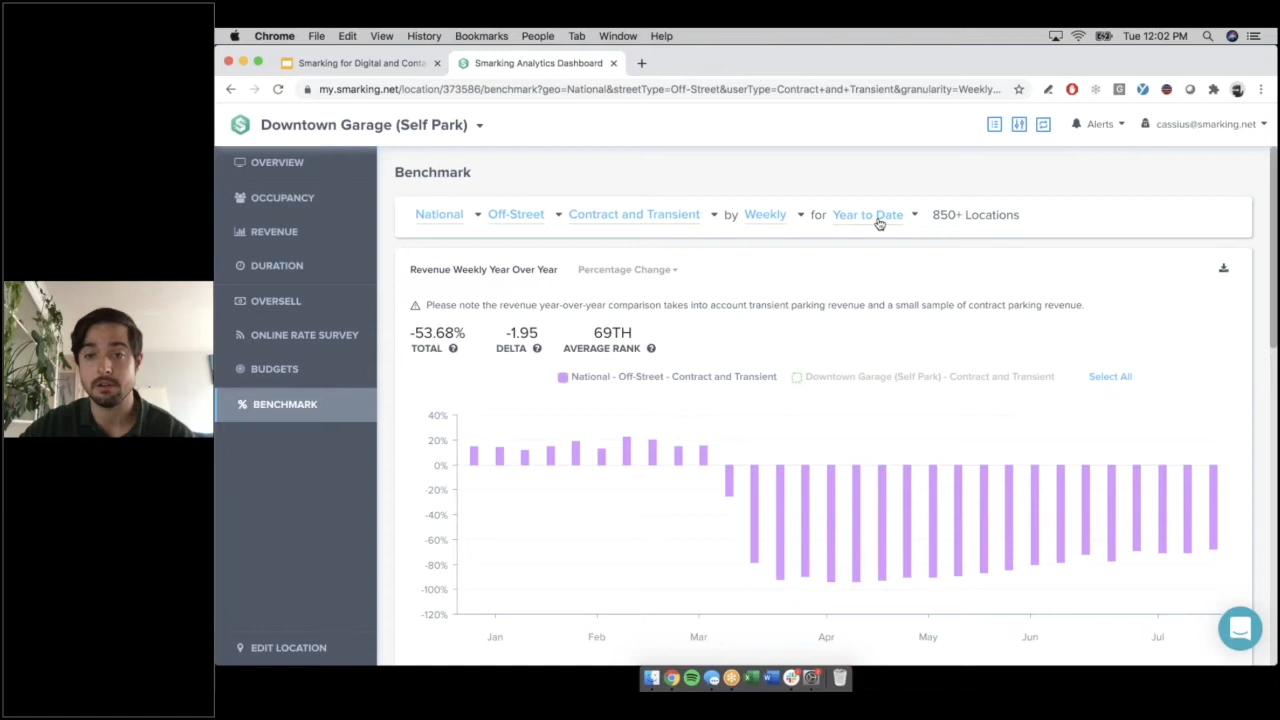 Chrome File Edit View History Bookmarks People Tab Window Help Tue 12:02 PM
Smarking for Digital and Conta
Smarking Analytics Dashboard
my.smarking.net/location/373586/benchmark?geo=National&streetType=Off-Street&userType=Contract+and+Transient&granularity=Weekly...
Downtown Garage (Self Park)
Alerts
cassius@smarking.net
OVERVIEW
OCCUPANCY
REVENUE
DURATION
OVERSELL
ONLINE RATE SURVEY
BUDGETS
BENCHMARK
EDIT LOCATION
Benchmark
National Off-Street Contract and Transient by Weekly for Year to Date 850+ Locations
Revenue Weekly Year Over Year Percentage Change
Please note the revenue year-over-year comparison takes into account transient parking revenue and a small sample of contract parking revenue.
-53.68% -1.95 69TH
TOTAL ? DELTA ? AVERAGE RANK ?
National - Off-Street - Contract and Transient Downtown Garage (Self Park) - Contract and Transient Select All
40%
20%
0%
-20%
-40%
-60%
-80%
-100%
-120%
Jan Feb Mar Apr May Jun Jul